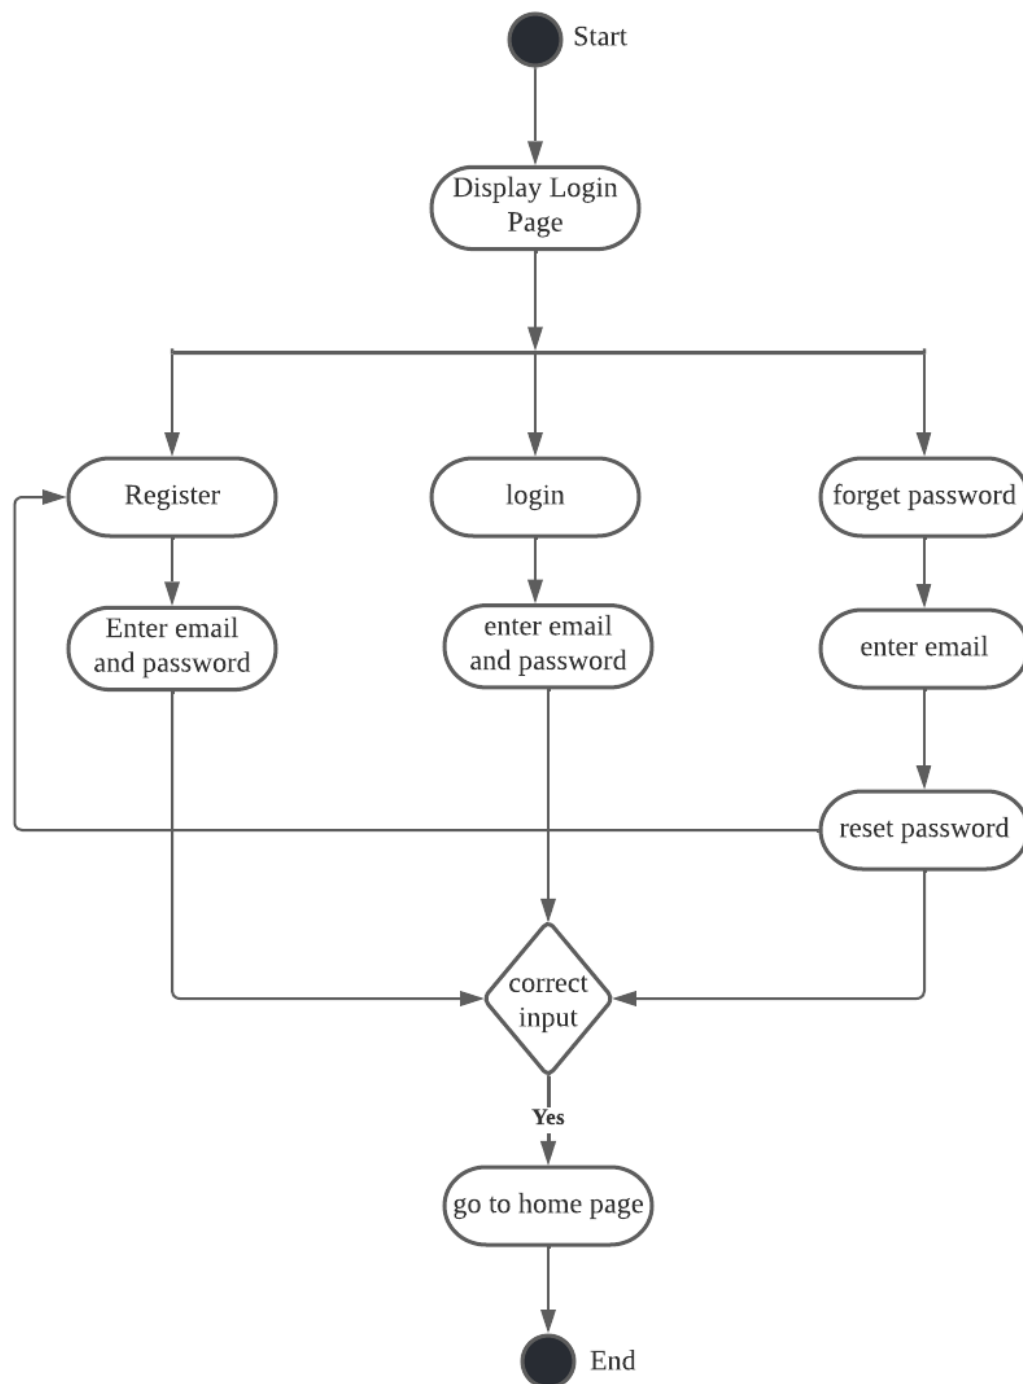 Start
Display Login
Page
Register
login
forget password
Enter email
and password
enter email
and password
enter email
reset password
correct
input
Yes
go to home page
End